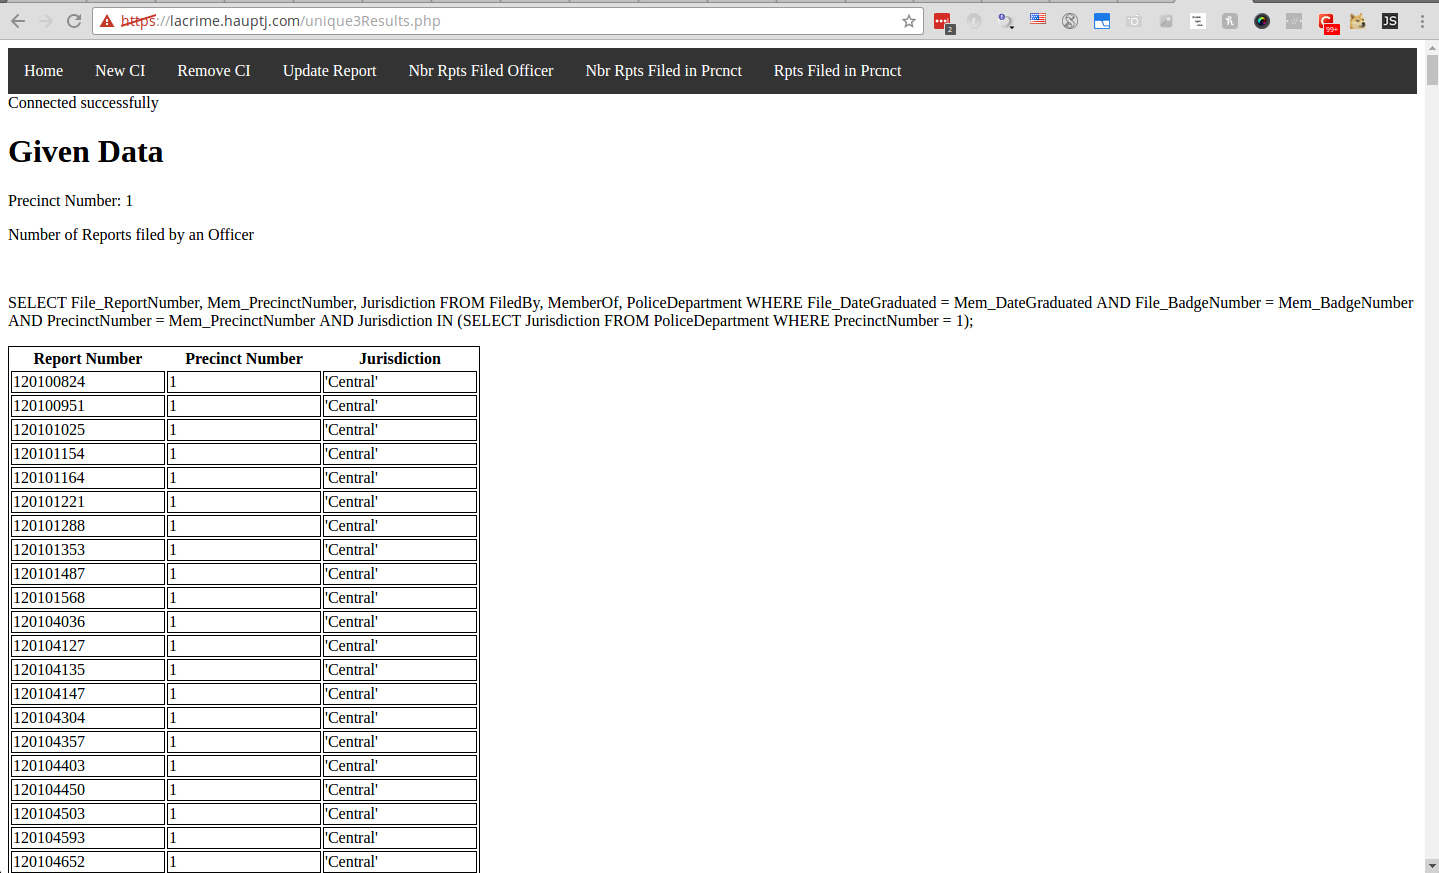 https://lacrime.hauptj.com/unique3Results.php
2
99+
JS
Home New CI Remove CI Update Report Nbr Rpts Filed Officer Nbr Rpts Filed in Prcnct Rpts Filed in Prcnct
Connected successfully
Given Data
Precinct Number: 1
Number of Reports filed by an Officer
SELECT File_ReportNumber, Mem_PrecinctNumber, Jurisdiction FROM FiledBy, MemberOf, PoliceDepartment WHERE File_DateGraduated = Mem_DateGraduated AND File_BadgeNumber = Mem_BadgeNumber
AND PrecinctNumber = Mem_PrecinctNumber AND Jurisdiction IN (SELECT Jurisdiction FROM PoliceDepartment WHERE PrecinctNumber = 1);
Report Number Precinct Number Jurisdiction
120100824 1 'Central'
120100951 1 'Central'
120101025 1 'Central'
120101154 1 'Central'
120101164 1 'Central'
120101221 1 'Central'
120101288 1 'Central'
120101353 1 'Central'
120101487 1 'Central'
120101568 1 'Central'
120104036 1 'Central'
120104127 1 'Central'
120104135 1 'Central'
120104147 1 'Central'
120104304 1 'Central'
120104357 1 'Central'
120104403 1 'Central'
120104450 1 'Central'
120104503 1 'Central'
120104593 1 'Central'
120104652 1 'Central'